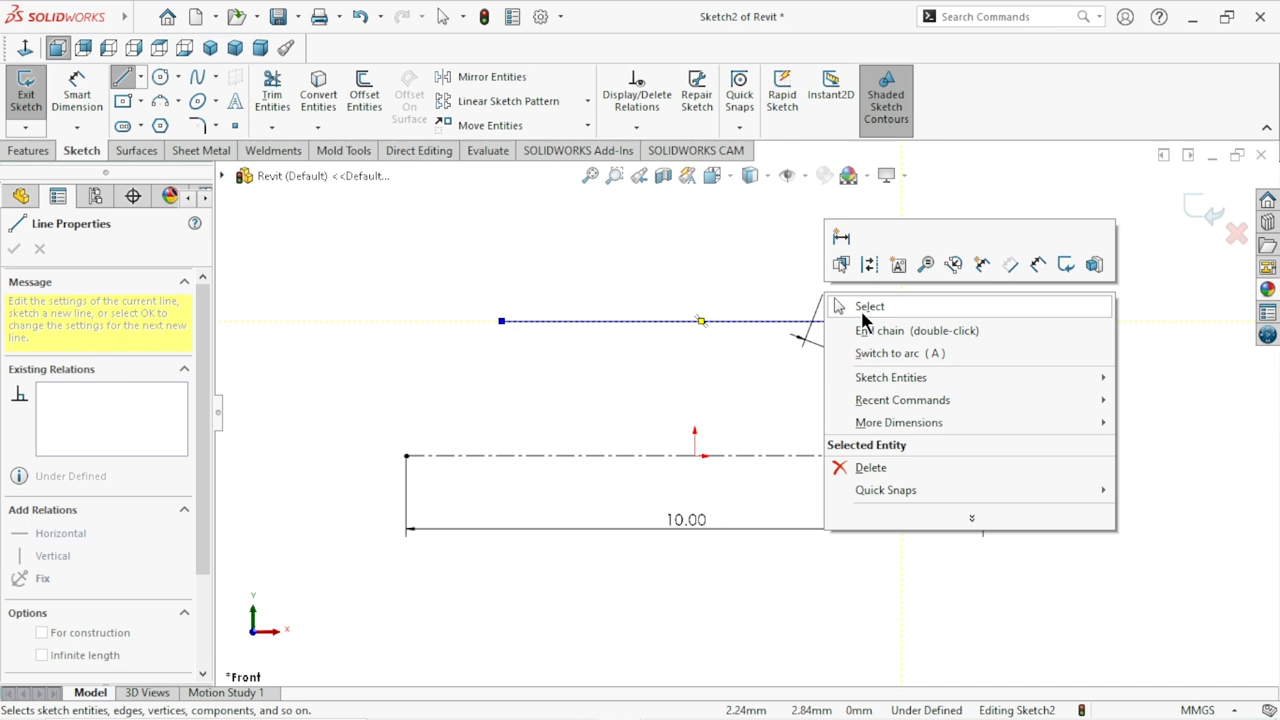 SOLIDWORKS
Sketch2 of Revit *
Search Commands
Exit Sketch
Smart Dimension
Trim Entities
Convert Entities
Offset Entities
Offset On Surface
Mirror Entities
Linear Sketch Pattern
Move Entities
Display/Delete Relations
Repair Sketch
Quick Snaps
Rapid Sketch
Instant2D
Shaded Sketch Contours
Features Sketch Surfaces Sheet Metal Weldments Mold Tools Direct Editing Evaluate SOLIDWORKS Add-Ins SOLIDWORKS CAM
Revit (Default) <<Default...
Line Properties
Message
Edit the settings of the current line,
sketch a new line, or select OK to
change the settings for the next new
line.
Existing Relations
Under Defined
Add Relations
Horizontal
Vertical
Fix
Options
For construction
Infinite length
Select
End chain (double-click)
Switch to arc (A)
Sketch Entities
Recent Commands
More Dimensions
Selected Entity
Delete
Quick Snaps
10.00
Y
X
*Front
Model 3D Views Motion Study 1
Selects sketch entities, edges, vertices, components, and so on. 2.24mm 2.84mm 0mm Under Defined Editing Sketch2 MMGS